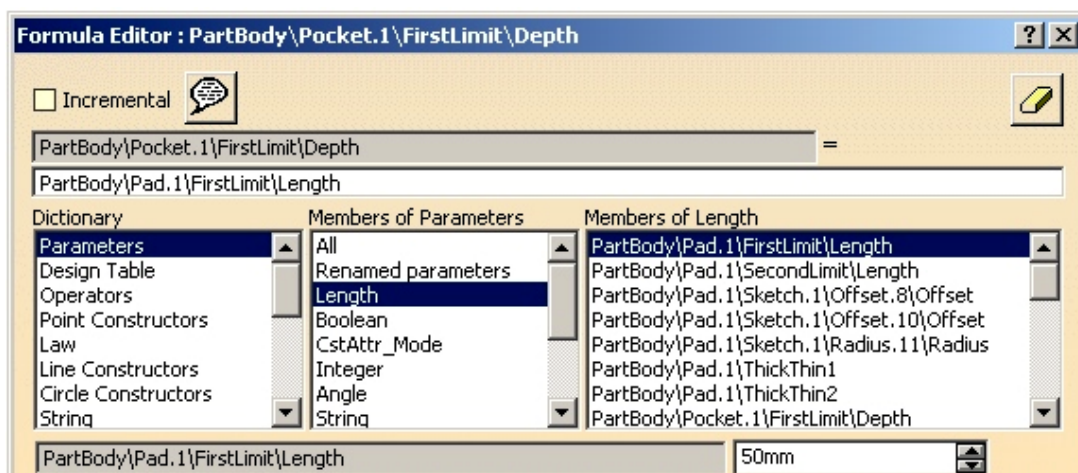 Formula Editor : PartBody\Pocket.1\FirstLimit\Depth
Incremental
PartBody\Pocket.1\FirstLimit\Depth =
PartBody\Pad.1\FirstLimit\Length
Dictionary Members of Parameters Members of Length
Parameters All PartBody\Pad.1\FirstLimit\Length
Design Table Renamed parameters PartBody\Pad.1\SecondLimit\Length
Operators Length PartBody\Pad.1\Sketch.1\Offset.8\Offset
Point Constructors Boolean PartBody\Pad.1\Sketch.1\Offset.10\Offset
Law CstAttr_Mode PartBody\Pad.1\Sketch.1\Radius.11\Radius
Line Constructors Integer PartBody\Pad.1\ThickThin1
Circle Constructors Angle PartBody\Pad.1\ThickThin2
String String PartBody\Pocket.1\FirstLimit\Depth
PartBody\Pad.1\FirstLimit\Length 50mm